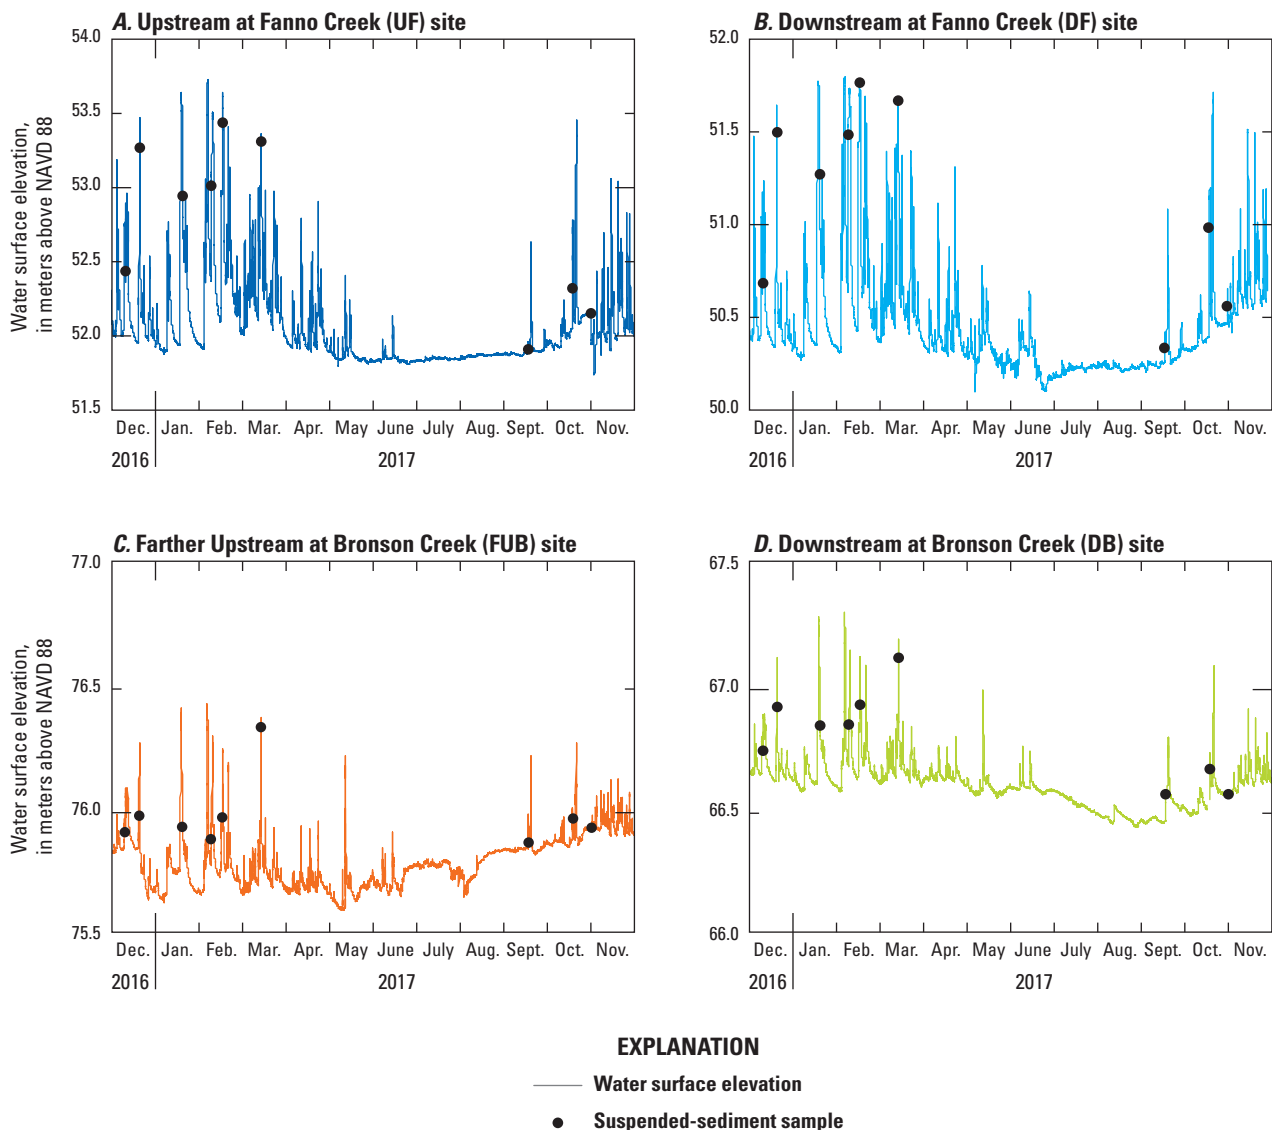 A. Upstream at Fanno Creek (UF) site
54.0
53.5
53.0
52.5
52.0
51.5
Water surface elevation,
in meters above NAVD 88
Dec. Jan. Feb. Mar. Apr. May June July Aug. Sept. Oct. Nov.
2016 2017
B. Downstream at Fanno Creek (DF) site
52.0
51.5
51.0
50.5
50.0
Dec. Jan. Feb. Mar. Apr. May June July Aug. Sept. Oct. Nov.
2016 2017
C. Farther Upstream at Bronson Creek (FUB) site
77.0
76.5
76.0
75.5
Water surface elevation,
in meters above NAVD 88
Dec. Jan. Feb. Mar. Apr. May June July Aug. Sept. Oct. Nov.
2016 2017
D. Downstream at Bronson Creek (DB) site
67.5
67.0
66.5
66.0
Dec. Jan. Feb. Mar. Apr. May June July Aug. Sept. Oct. Nov.
2016 2017
EXPLANATION
Water surface elevation
Suspended-sediment sample